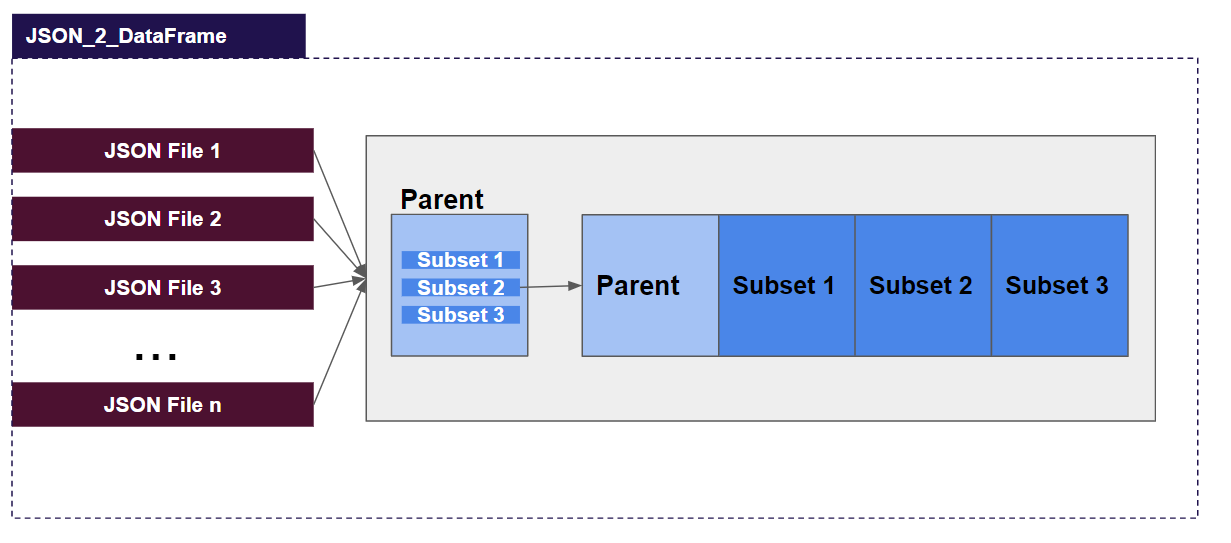 JSON_2_DataFrame
JSON File 1
JSON File 2
JSON File 3
...
JSON File n
Parent
Subset 1
Subset 2
Subset 3
Parent
Subset 1
Subset 2
Subset 3